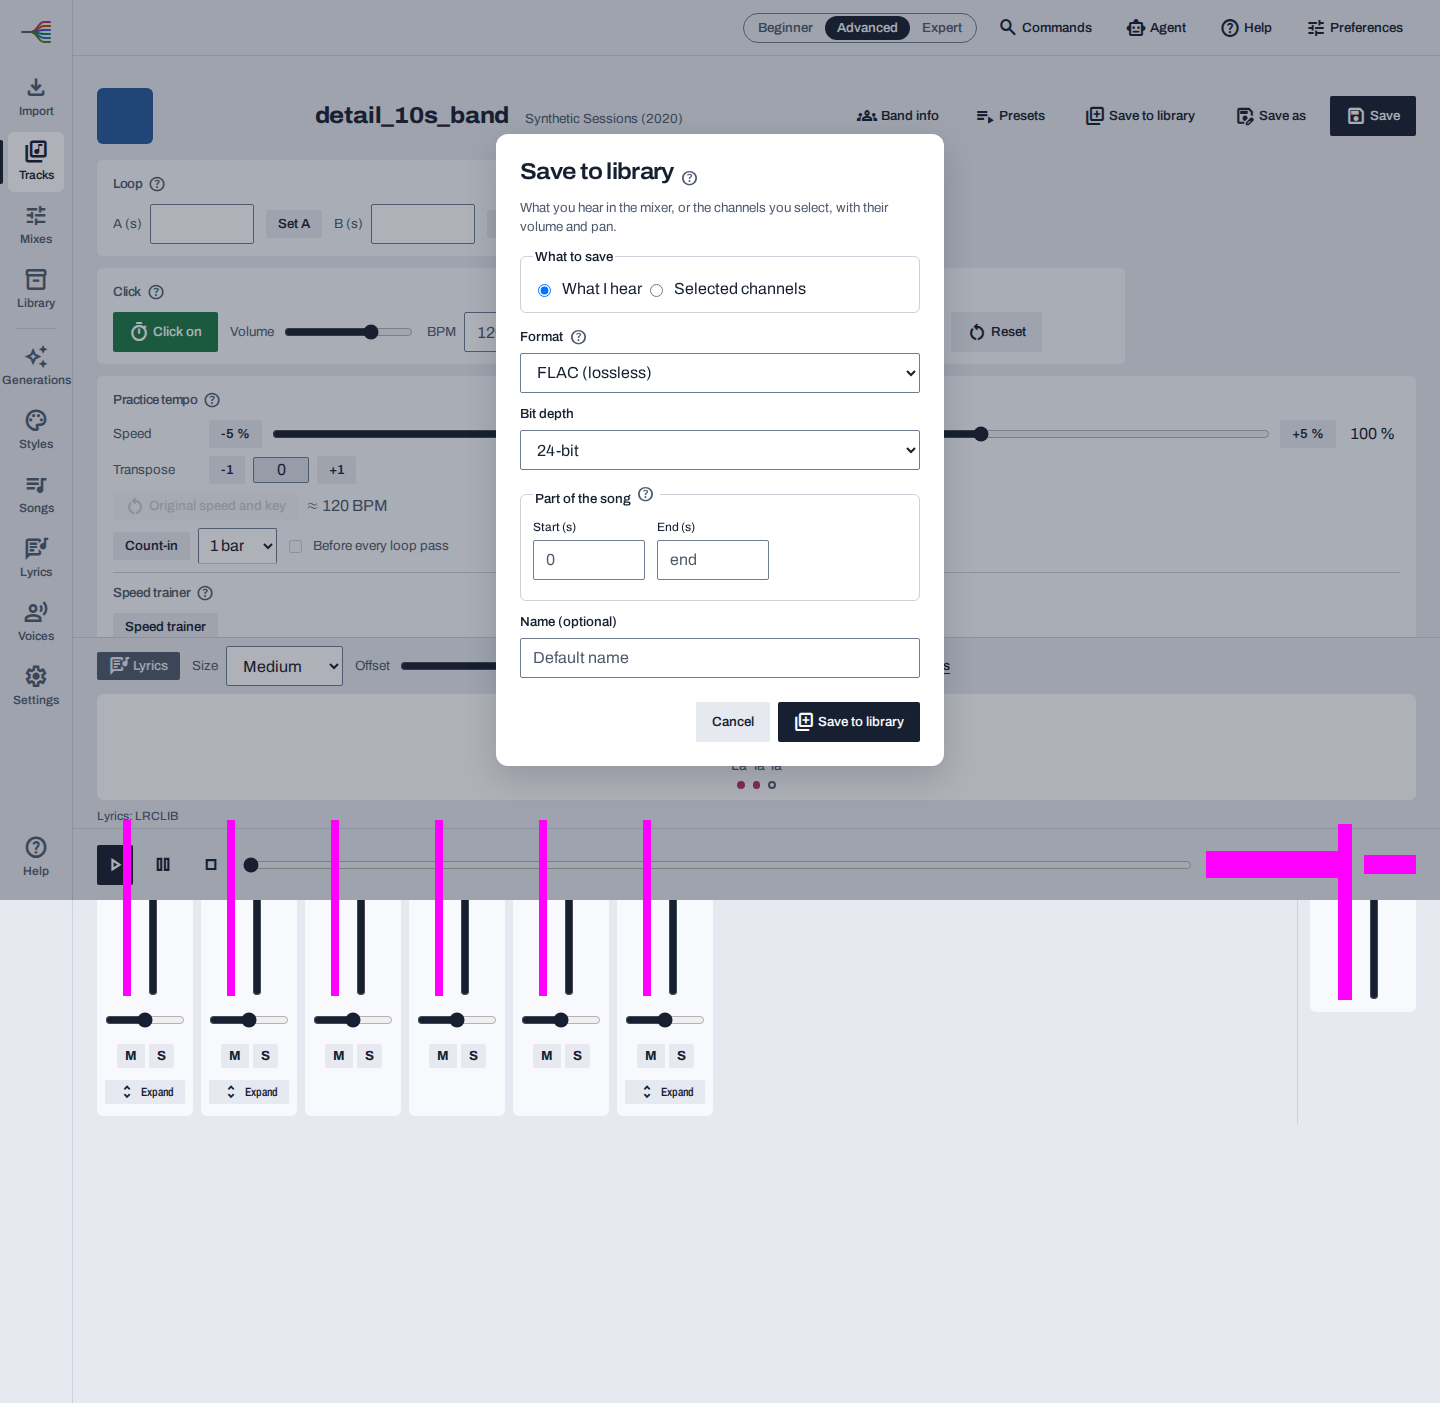 Beginner Advanced Expert Commands Agent Help Preferences
Import
Tracks
Mixes
Library
Generations
Styles
Songs
Lyrics
Voices
Settings
Help
detail_10s_band Synthetic Sessions (2020) Band info Presets Save to library Save as Save
Loop
A (s) Set A B (s)
Click
Click on Volume BPM 12 Reset
Practice tempo
Speed -5 % +5 % 100 %
Transpose -1 0 +1
Original speed and key ≈ 120 BPM
Count-in 1 bar Before every loop pass
Speed trainer
Speed trainer
Lyrics Size Medium Offset
Lyrics: LRCLIB
Save to library
What you hear in the mixer, or the channels you select, with their
volume and pan.
What to save
What I hear Selected channels
Format
FLAC (lossless)
Bit depth
24-bit
Part of the song
Start (s) End (s)
0 end
Name (optional)
Default name
Cancel Save to library
M S M S M S M S M S M S
Expand Expand Expand